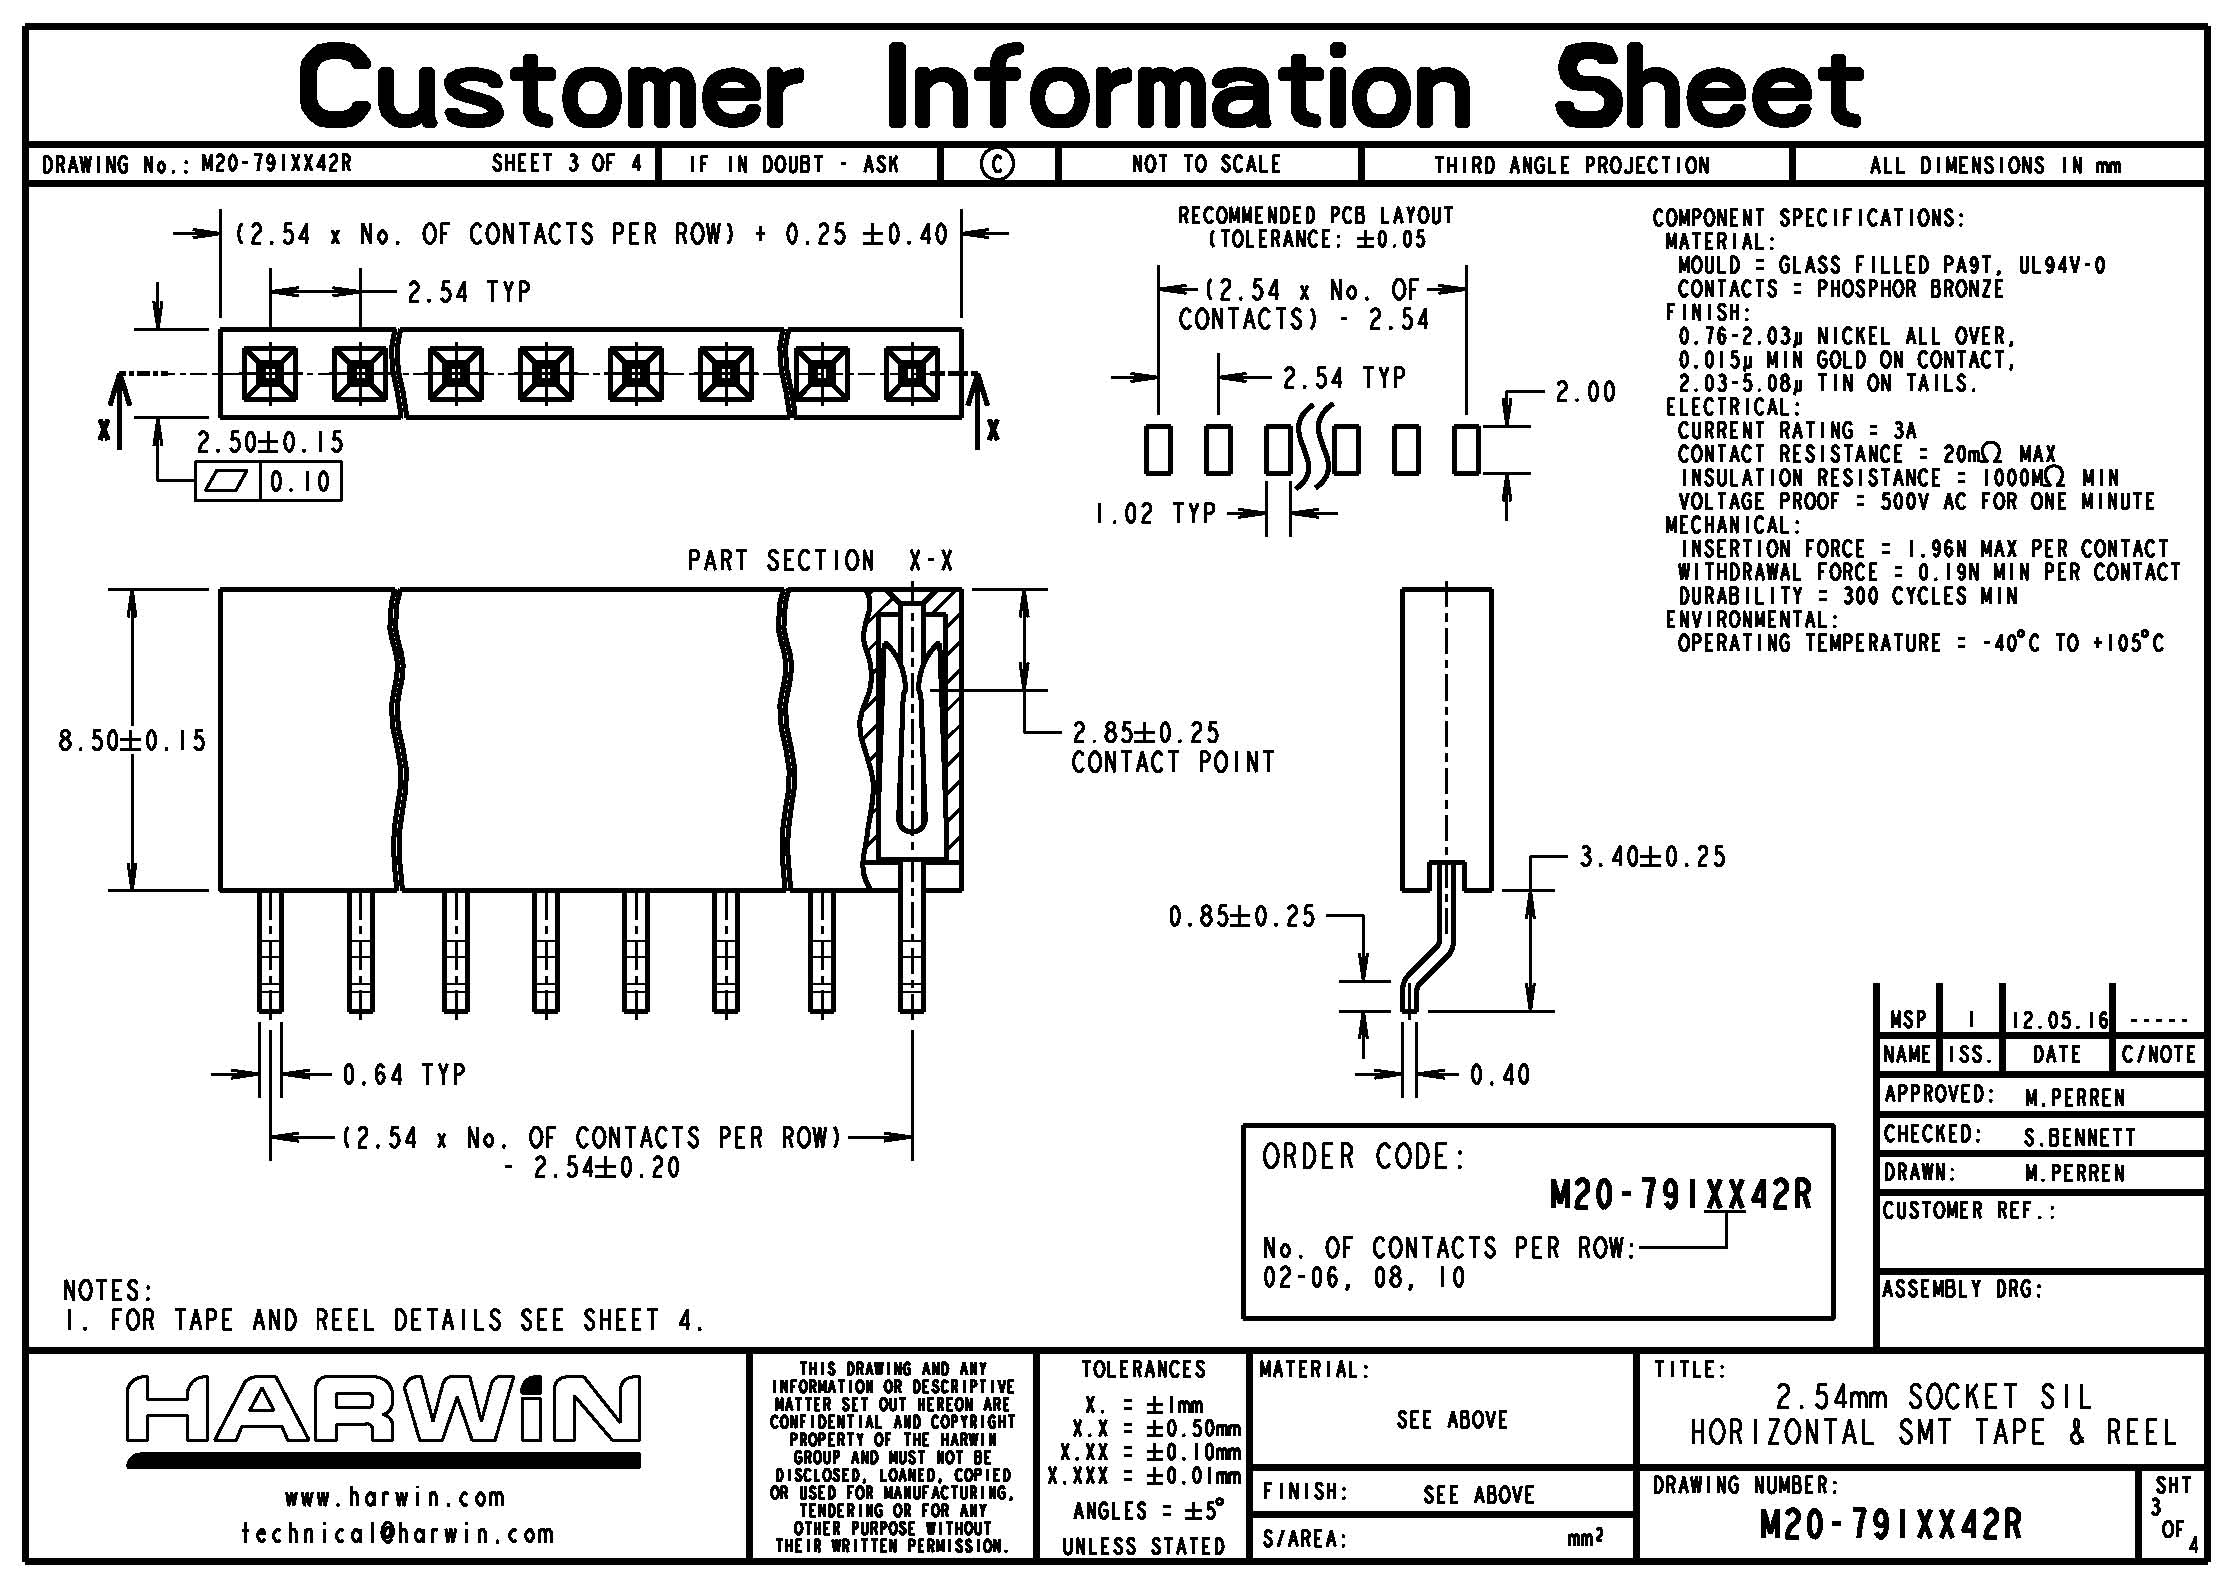 Customer Information Sheet
DRAWING No.: M20-791XX42R SHEET 3 OF 4 IF IN DOUBT - ASK © NOT TO SCALE THIRD ANGLE PROJECTION ALL DIMENSIONS IN mm
(2.54 x No. OF CONTACTS PER ROW) + 0.25 ±0.40
2.54 TYP
X X
2.50±0.15
0.10
RECOMMENDED PCB LAYOUT
(TOLERANCE: ±0.05
(2.54 x No. OF
CONTACTS) - 2.54
2.54 TYP
2.00
1.02 TYP
COMPONENT SPECIFICATIONS:
MATERIAL:
MOULD = GLASS FILLED PA9T, UL94V-0
CONTACTS = PHOSPHOR BRONZE
FINISH:
0.76-2.03µ NICKEL ALL OVER,
0.015µ MIN GOLD ON CONTACT,
2.03-5.08µ TIN ON TAILS.
ELECTRICAL:
CURRENT RATING = 3A
CONTACT RESISTANCE = 20mΩ MAX
INSULATION RESISTANCE = 1000MΩ MIN
VOLTAGE PROOF = 500V AC FOR ONE MINUTE
MECHANICAL:
INSERTION FORCE = 1.96N MAX PER CONTACT
WITHDRAWAL FORCE = 0.19N MIN PER CONTACT
DURABILITY = 300 CYCLES MIN
ENVIRONMENTAL:
OPERATING TEMPERATURE = -40°C TO +105°C
PART SECTION X-X
8.50±0.15
2.85±0.25
CONTACT POINT
3.40±0.25
0.85±0.25
0.40
0.64 TYP
(2.54 x No. OF CONTACTS PER ROW)
- 2.54±0.20
ORDER CODE:
M20-791XX42R
No. OF CONTACTS PER ROW:
02-06, 08, 10
NOTES:
1. FOR TAPE AND REEL DETAILS SEE SHEET 4.
MSP 1 12.05.16 -----
NAME ISS. DATE C/NOTE
APPROVED: M.PERREN
CHECKED: S.BENNETT
DRAWN: M.PERREN
CUSTOMER REF.:
ASSEMBLY DRG:
HARWiN
www.harwin.com
technical@harwin.com
THIS DRAWING AND ANY
INFORMATION OR DESCRIPTIVE
MATTER SET OUT HEREON ARE
CONFIDENTIAL AND COPYRIGHT
PROPERTY OF THE HARWIN
GROUP AND MUST NOT BE
DISCLOSED, LOANED, COPIED
OR USED FOR MANUFACTURING,
TENDERING OR FOR ANY
OTHER PURPOSE WITHOUT
THEIR WRITTEN PERMISSION.
TOLERANCES
X. = ±1mm
X.X = ±0.50mm
X.XX = ±0.10mm
X.XXX = ±0.01mm
ANGLES = ±5°
UNLESS STATED
MATERIAL:
SEE ABOVE
FINISH: SEE ABOVE
S/AREA: mm²
TITLE:
2.54mm SOCKET SIL
HORIZONTAL SMT TAPE & REEL
DRAWING NUMBER:
M20-791XX42R
SHT
3
OF
4